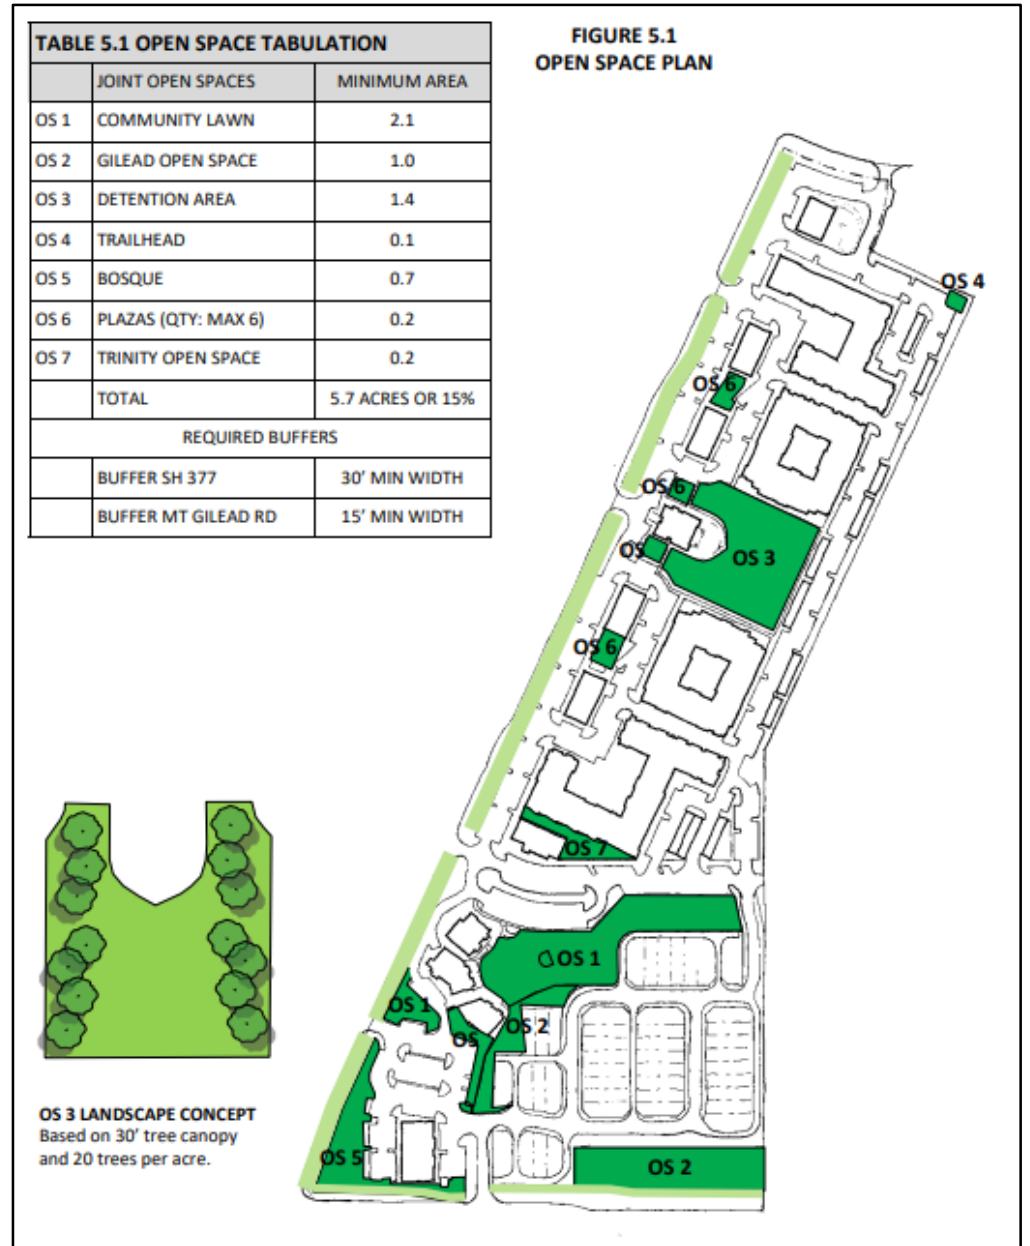 TABLE 5.1 OPEN SPACE TABULATION
JOINT OPEN SPACES MINIMUM AREA
OS 1 COMMUNITY LAWN 2.1
OS 2 GILEAD OPEN SPACE 1.0
OS 3 DETENTION AREA 1.4
OS 4 TRAILHEAD 0.1
OS 5 BOSQUE 0.7
OS 6 PLAZAS (QTY: MAX 6) 0.2
OS 7 TRINITY OPEN SPACE 0.2
TOTAL 5.7 ACRES OR 15%
REQUIRED BUFFERS
BUFFER SH 377 30’ MIN WIDTH
BUFFER MT GILEAD RD 15’ MIN WIDTH
FIGURE 5.1
OPEN SPACE PLAN
OS 4
OS 6
OS 6
OS
OS 3
OS 6
OS 7
OS 1
OS 1
OS
OS 2
OS 5
OS 2
OS 3 LANDSCAPE CONCEPT
Based on 30’ tree canopy
and 20 trees per acre.